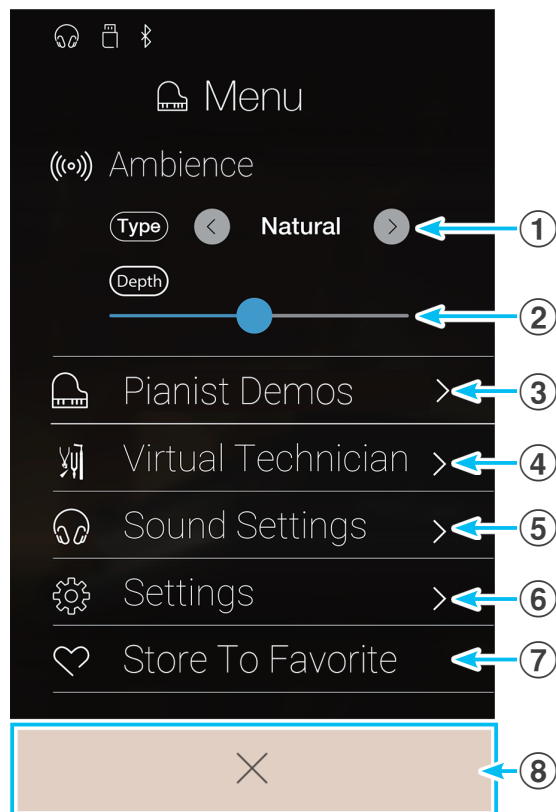 Menu
Ambience
Type < Natural > 1
Depth
2
Pianist Demos > 3
Virtual Technician > 4
Sound Settings > 5
Settings > 6
Store To Favorite 7
× 8